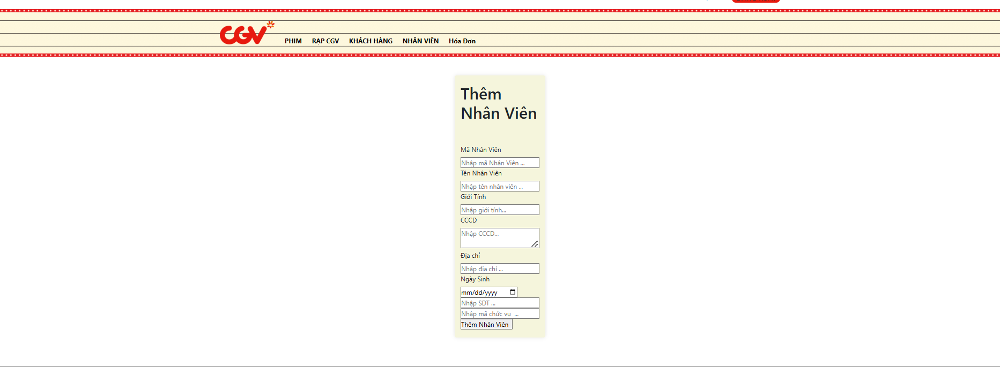 CGV
PHIM RẠP CGV KHÁCH HÀNG NHÂN VIÊN Hóa Đơn
Thêm
Nhân Viên
Mã Nhân Viên
Nhập mã Nhân Viên ...
Tên Nhân Viên
Nhập tên nhân viên ...
Giới Tính
Nhập giới tính...
CCCD
Nhập CCCD...
Địa chỉ
Nhập địa chỉ ...
Ngày Sinh
mm/dd/yyyy
Nhập SDT ...
Nhập mã chức vụ ...
Thêm Nhân Viên